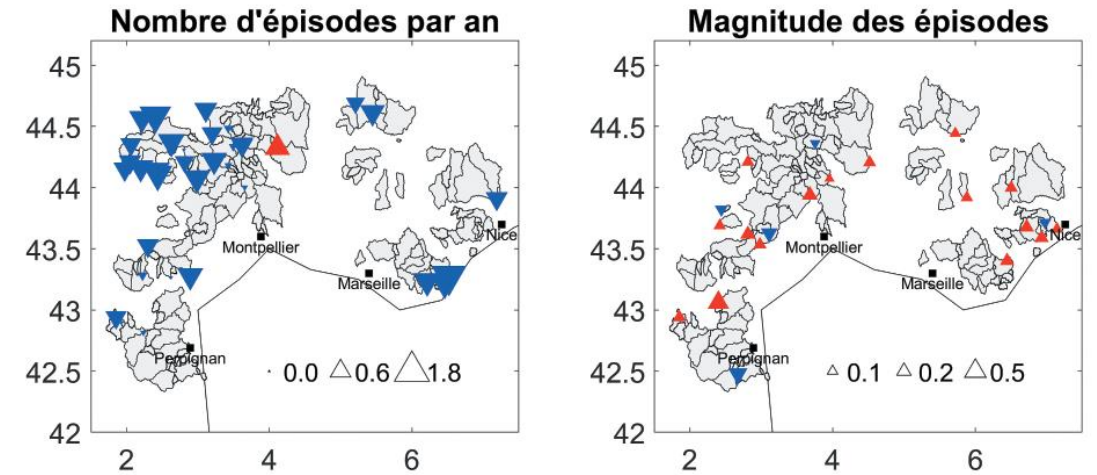 Nombre d'épisodes par an
45
44.5
44
43.5
43
42.5
42
2
4
6
Montpellier
Nice
Marseille
Perpignan
0.0
0.6
1.8
Magnitude des épisodes
45
44.5
44
43.5
43
42.5
42
2
4
6
Montpellier
Nice
Marseille
Perpignan
0.1
0.2
0.5